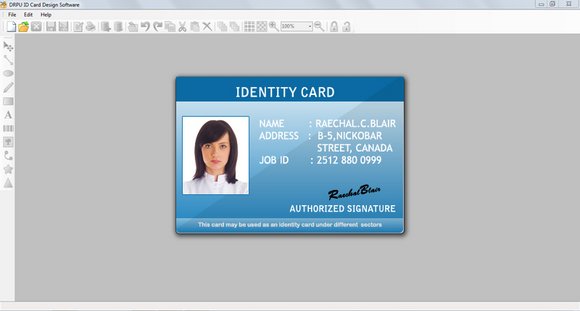 DRPU ID Card Design Software
File Edit Help
100%
IDENTITY CARD
NAME : RAECHAL.C.BLAIR
ADDRESS : B-5,NICKOBAR
STREET, CANADA
JOB ID : 2512 880 0999
RaechalBlair
AUTHORIZED SIGNATURE
This card may be used as an identity card under different sectors